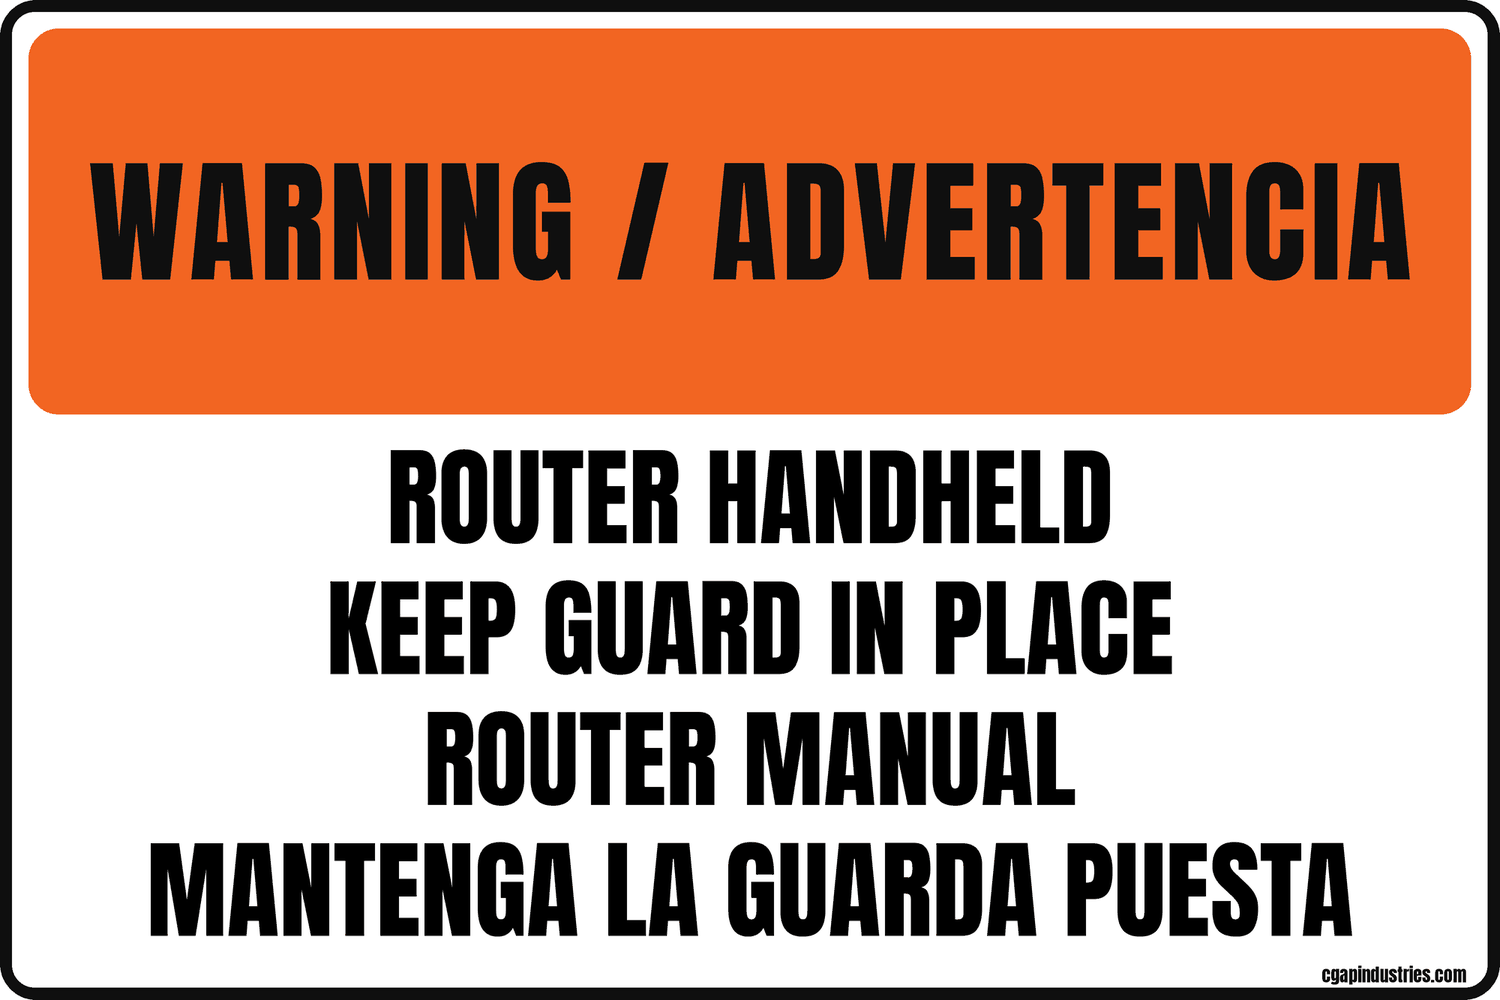 WARNING / ADVERTENCIA
ROUTER HANDHELD
KEEP GUARD IN PLACE
ROUTER MANUAL
MANTENGA LA GUARDA PUESTA
cgapindustries.com